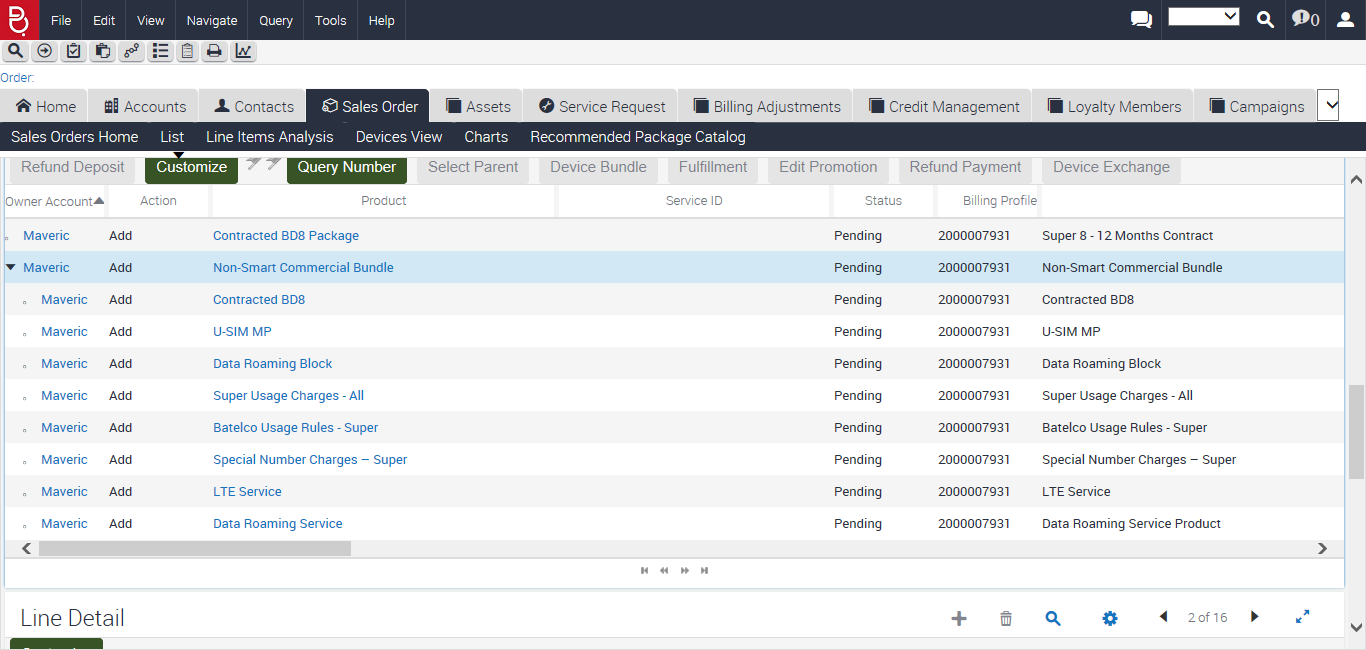 File Edit View Navigate Query Tools Help 0
Order:
Home Accounts Contacts Sales Order Assets Service Request Billing Adjustments Credit Management Loyalty Members Campaigns
Sales Orders Home List Line Items Analysis Devices View Charts Recommended Package Catalog
Refund Deposit Customize Query Number Select Parent Device Bundle Fulfillment Edit Promotion Refund Payment Device Exchange
Owner Account Action Product Service ID Status Billing Profile
Maveric Add Contracted BD8 Package Pending 2000007931 Super 8 - 12 Months Contract
Maveric Add Non-Smart Commercial Bundle Pending 2000007931 Non-Smart Commercial Bundle
Maveric Add Contracted BD8 Pending 2000007931 Contracted BD8
Maveric Add U-SIM MP Pending 2000007931 U-SIM MP
Maveric Add Data Roaming Block Pending 2000007931 Data Roaming Block
Maveric Add Super Usage Charges - All Pending 2000007931 Super Usage Charges - All
Maveric Add Batelco Usage Rules - Super Pending 2000007931 Batelco Usage Rules - Super
Maveric Add Special Number Charges – Super Pending 2000007931 Special Number Charges – Super
Maveric Add LTE Service Pending 2000007931 LTE Service
Maveric Add Data Roaming Service Pending 2000007931 Data Roaming Service Product
Line Detail 2 of 16